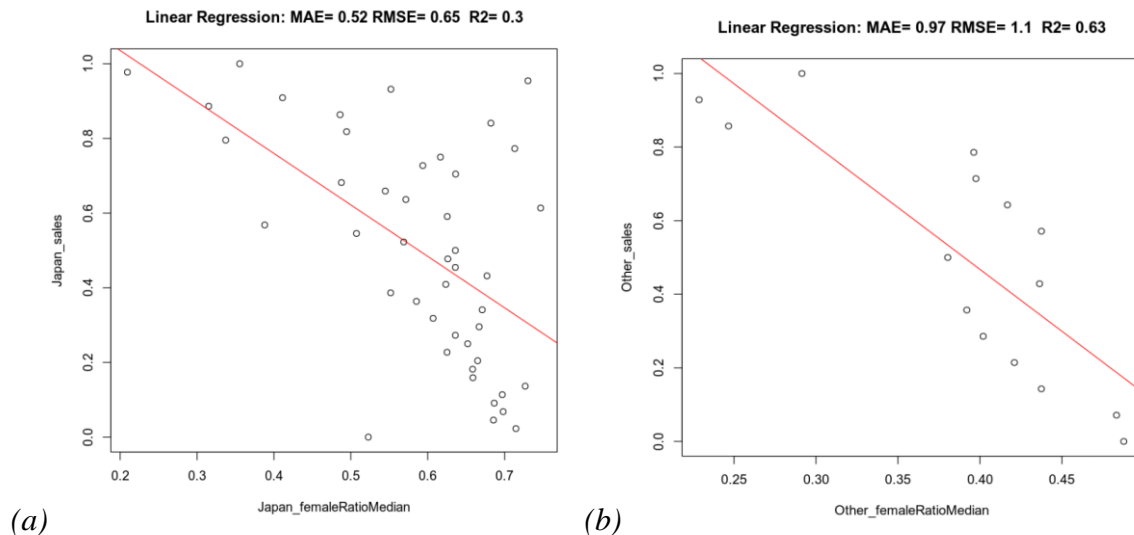 Linear Regression: MAE= 0.52 RMSE= 0.65 R2= 0.3
1.0
0.8
0.6
0.4
0.2
0.0
Japan_sales
0.2 0.3 0.4 0.5 0.6 0.7
Japan_femaleRatioMedian
(a)
Linear Regression: MAE= 0.97 RMSE= 1.1 R2= 0.63
1.0
0.8
0.6
0.4
0.2
0.0
Other_sales
0.25 0.30 0.35 0.40 0.45
Other_femaleRatioMedian
(b)